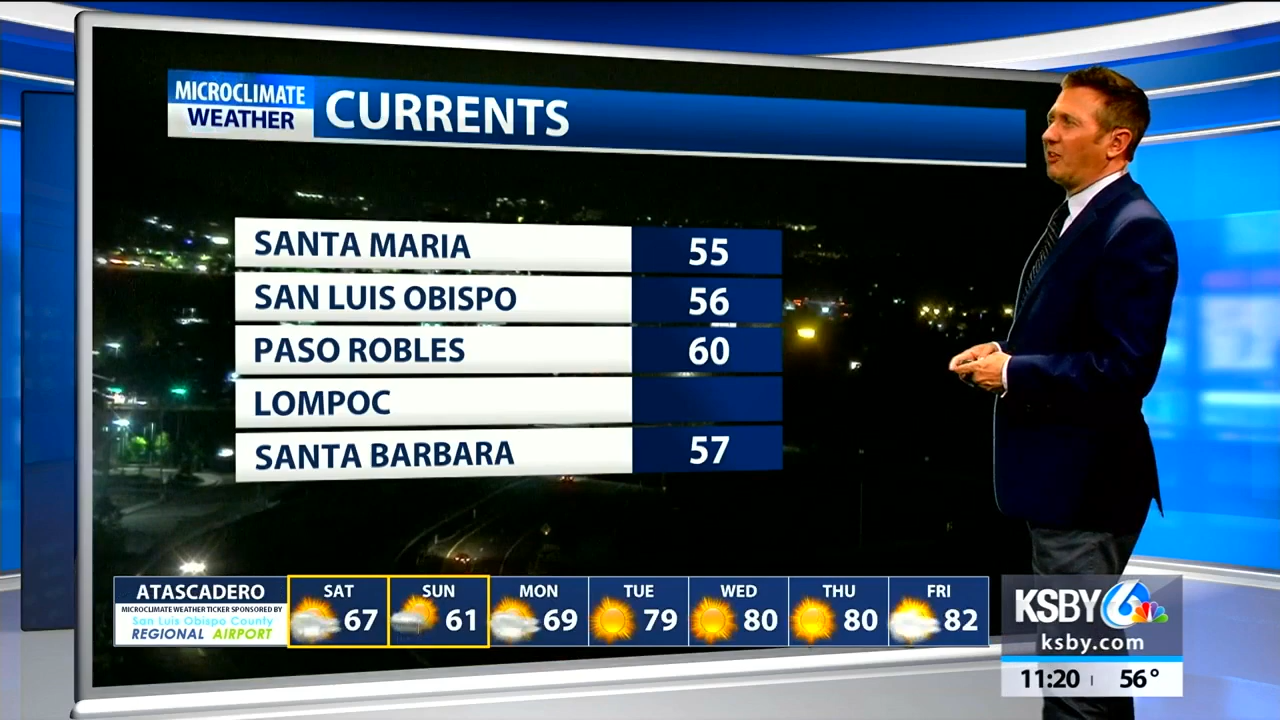 MICROCLIMATE
WEATHER
CURRENTS
SANTA MARIA 55
SAN LUIS OBISPO 56
PASO ROBLES 60
LOMPOC
SANTA BARBARA 57
ATASCADERO
MICROCLIMATE WEATHER TICKER SPONSORED BY
San Luis Obispo County
REGIONAL AIRPORT
SAT 67
SUN 61
MON 69
TUE 79
WED 80
THU 80
FRI 82
KSBY 6
ksby.com
11:20 56°